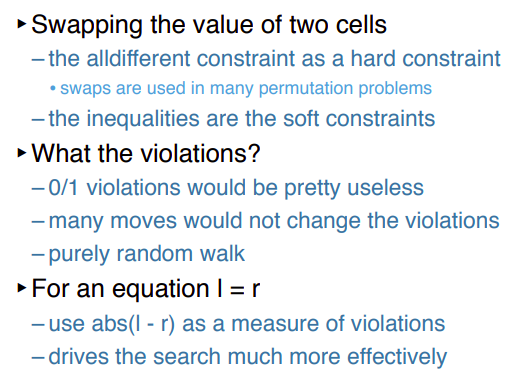 ▸Swapping the value of two cells
–the alldifferent constraint as a hard constraint
•swaps are used in many permutation problems
–the inequalities are the soft constraints
▸What the violations?
–0/1 violations would be pretty useless
–many moves would not change the violations
–purely random walk
▸For an equation l = r
–use abs(l - r) as a measure of violations
–drives the search much more effectively